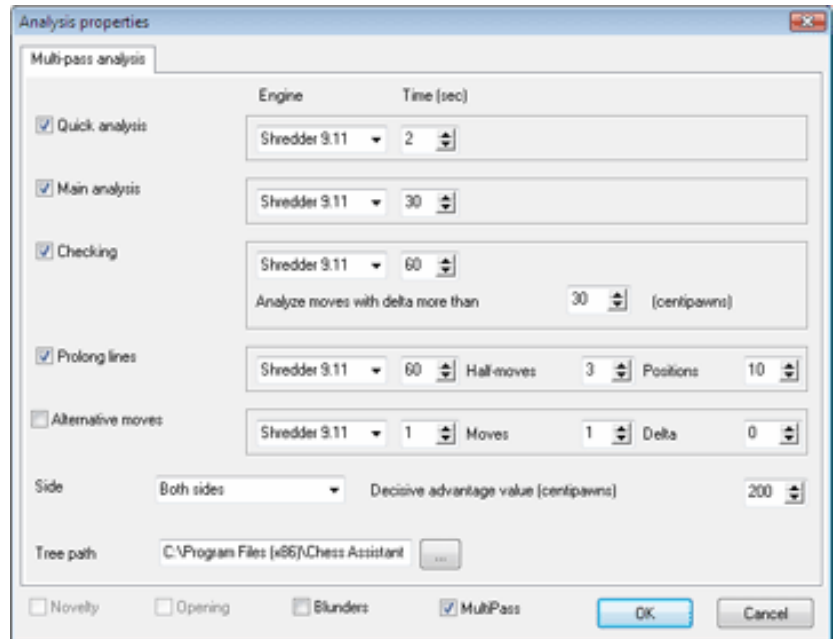 Analysis properties
Multi-pass analysis
Engine Time (sec)
Quick analysis Shredder 9.11 2
Main analysis Shredder 9.11 30
Checking Shredder 9.11 60
Analyze moves with delta more than 30 (centipawns)
Prolong lines Shredder 9.11 60 Half-moves 3 Positions 10
Alternative moves Shredder 9.11 1 Moves 1 Delta 0
Side Both sides Decisive advantage value (centipawns) 200
Tree path C:\Program Files (x86)\Chess Assistant ...
Novelty Opening Blunders MultiPass OK Cancel